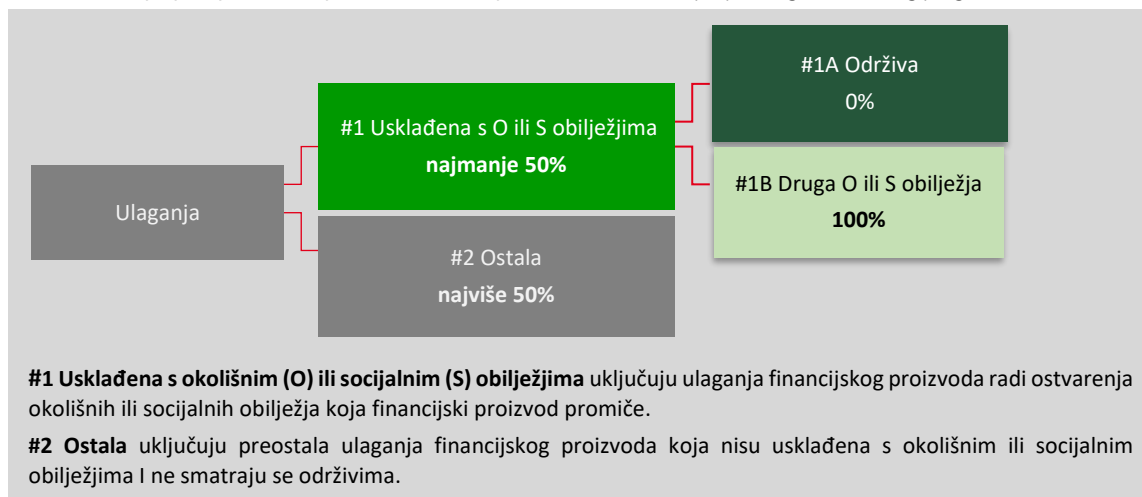 #1A Održiva
0%
#1 Usklađena s O ili S obilježjima
najmanje 50%
#1B Druga O ili S obilježja
100%
Ulaganja
#2 Ostala
najviše 50%
#1 Usklađena s okolišnim (O) ili socijalnim (S) obilježjima uključuju ulaganja financijskog proizvoda radi ostvarenja
okolišnih ili socijalnih obilježja koja financijski proizvod promiče.
#2 Ostala uključuju preostala ulaganja financijskog proizvoda koja nisu usklađena s okolišnim ili socijalnim
obilježjima I ne smatraju se održivima.